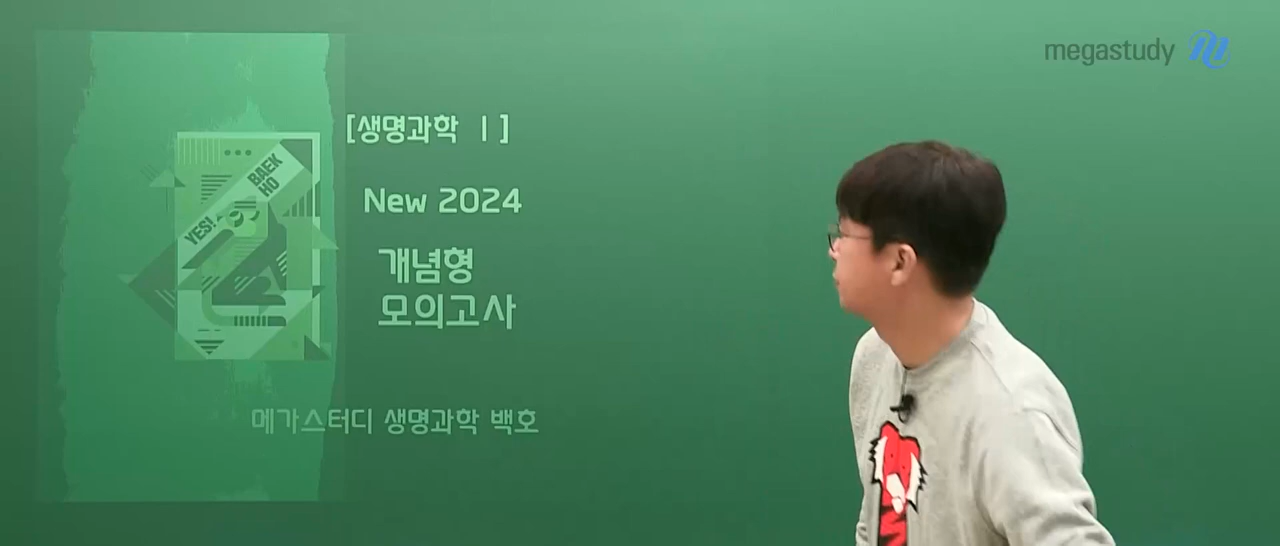 megastudy
[생명과학 Ⅰ]
YES! BAEK HO
New 2024
개념형
모의고사
메가스터디 생명과학 백호